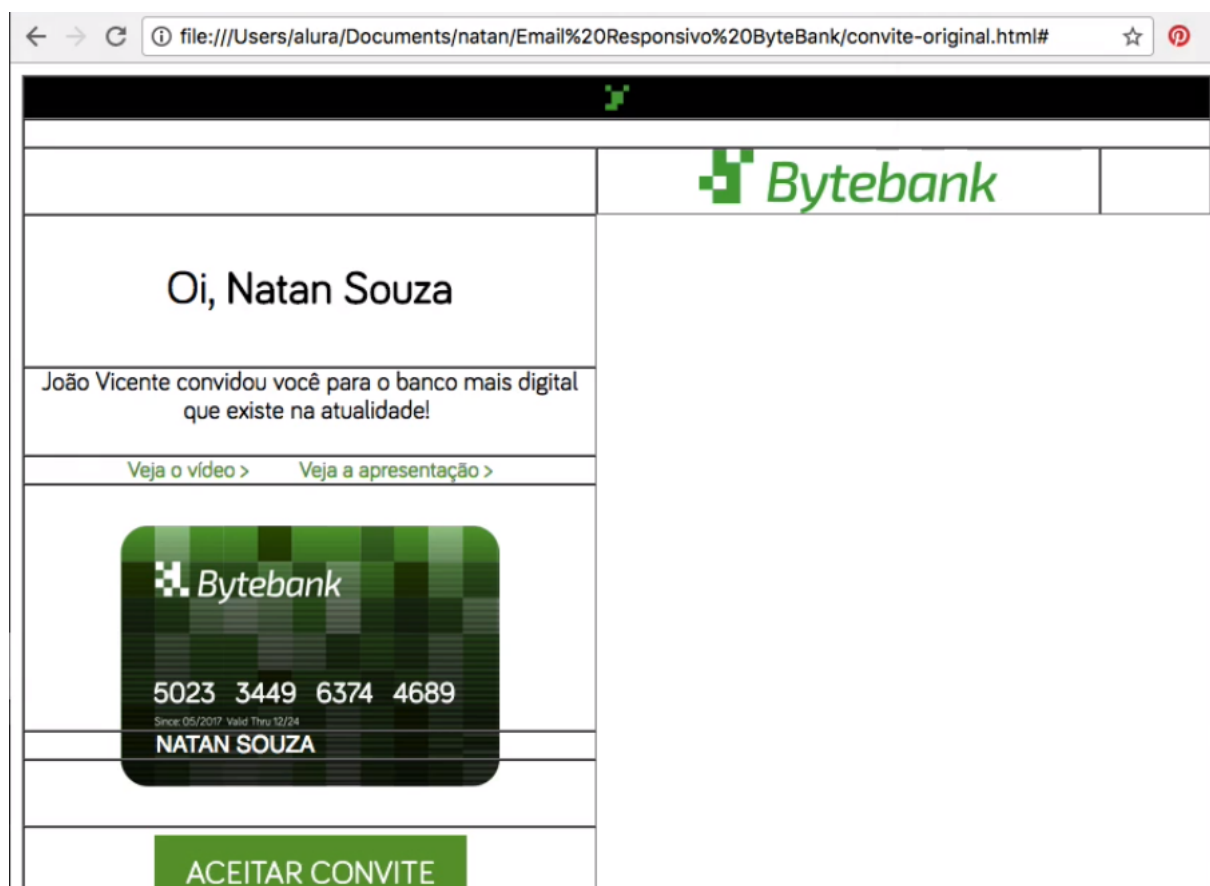 file:///Users/alura/Documents/natan/Email%20Responsivo%20ByteBank/convite-original.html#
Bytebank
Oi, Natan Souza
João Vicente convidou você para o banco mais digital
que existe na atualidade!
Veja o vídeo > Veja a apresentação >
Bytebank
5023 3449 6374 4689
Since: 05/2017 Valid Thru 12/24
NATAN SOUZA
ACEITAR CONVITE